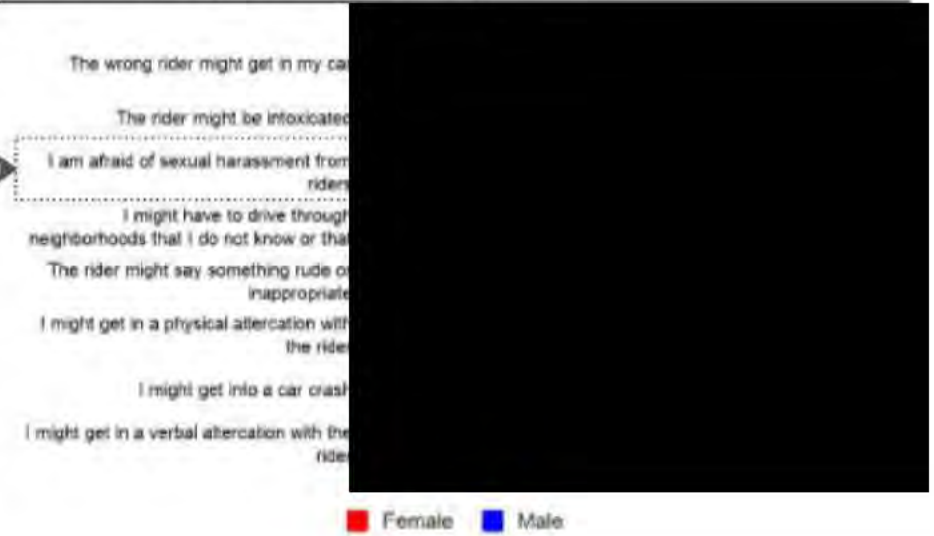 The wrong rider might get in my ca
The rider might be intoxicated
I am afraid of sexual harassment from
riders
I might have to drive through
neighborhoods that I do not know or that
The rider might say something rude or
inappropriate
I might get in a physical altercation with
the rider
I might get into a car crash
I might get in a verbal altercation with the
rider
Female
Male